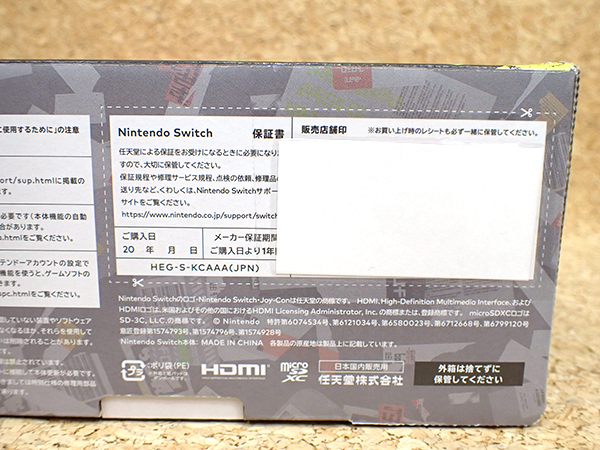 に使用するために」の注意
port/sup.htmlに掲載の
ください。
必要です(本体機能の自動
合があります。
a.htmlをご覧ください。
テンドーアカウントの設定で
機能を使うと、ゲームソフトの
ます。
pc.htmlをご覧ください。
Nintendo Switch 保証書
任天堂による保証をお受けになるときに必要になりま
すので、大切に保管してください。
保証規程や修理サービス規程、点検の依頼、修理品の
送り先など、くわしくは、Nintendo Switchサポー
サイトをご覧ください。
https://www.nintendo.co.jp/support/switch
ご購入日 メーカー保証期間
20 年 月 日 ご購入日より1年
HEG-S-KCAAA(JPN)
販売店舗印 ※お買い上げ時のレシートも必ず一緒に保管してください。
Nintendo Switchのロゴ・Nintendo Switch・Joy-Conは任天堂の商標です。 HDMI、High-Definition Multimedia Interface、および
HDMIロゴは、米国およびその他の国におけるHDMI Licensing Administrator, Inc.の商標または、登録商標です。 microSDXCロゴは
SD-3C, LLC.の商標です。 © Nintendo 特許第6074534号、第6121034号、第6580023号、第6712668号、第6799120号
意匠登録第1574793号、第1574796号、第1574928号
Nintendo Switch本体: MADE IN CHINA 各製品の原産地は製品上に記載しています。
プラ
:ポリ袋(PE)
HDMI
microSD XC
日本国内販売用
任天堂株式会社
外箱は捨てずに
保管してください